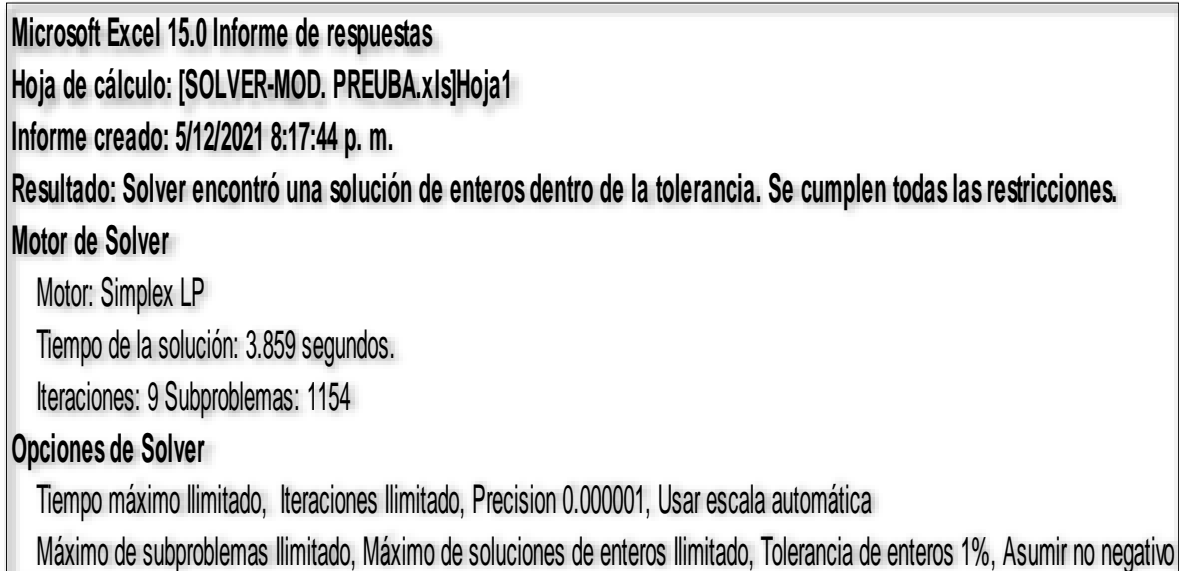 Microsoft Excel 15.0 Informe de respuestas
Hoja de cálculo: [SOLVER-MOD. PREUBA.xls]Hoja1
Informe creado: 5/12/2021 8:17:44 p. m.
Resultado: Solver encontró una solución de enteros dentro de la tolerancia. Se cumplen todas las restricciones.
Motor de Solver
Motor: Simplex LP
Tiempo de la solución: 3.859 segundos.
Iteraciones: 9 Subproblemas: 1154
Opciones de Solver
Tiempo máximo Ilimitado, Iteraciones Ilimitado, Precision 0.000001, Usar escala automática
Máximo de subproblemas Ilimitado, Máximo de soluciones de enteros Ilimitado, Tolerancia de enteros 1%, Asumir no negativo